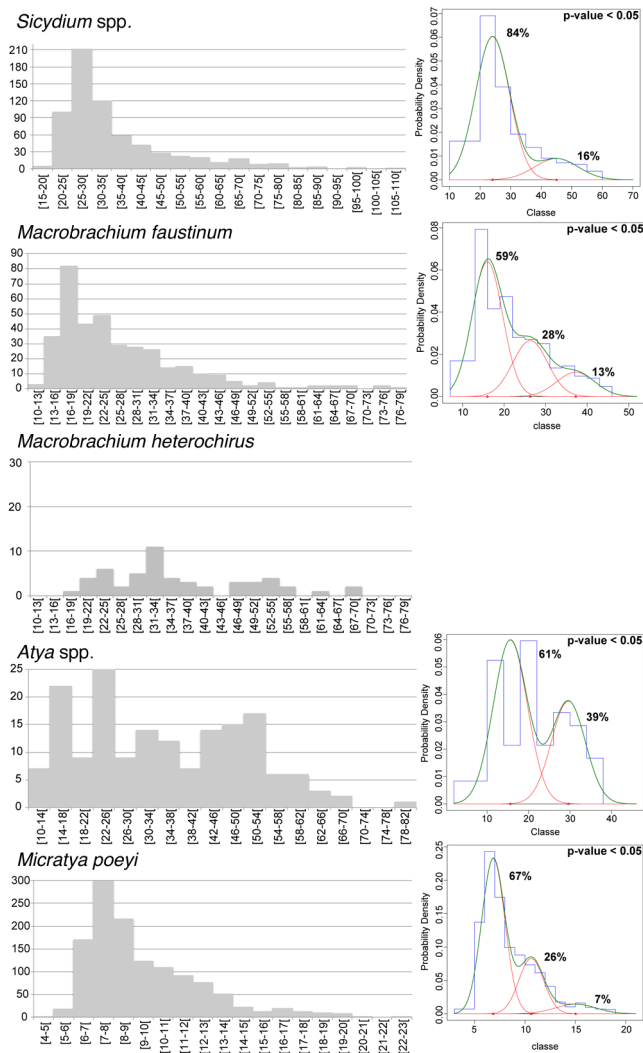 Sicydium spp.
210
180
150
120
90
60
30
0
[15-20[ [20-25[ [25-30[ [30-35[ [35-40[ [40-45[ [45-50[ [50-55[ [55-60[ [60-65[ [65-70[ [70-75[ [75-80[ [80-85[ [85-90[ [90-95[ [95-100[ [100-105[ [105-110[
p-value < 0.05
84%
16%
Probability Density
0.07
0.06
0.05
0.04
0.03
0.02
0.01
0.00
10 20 30 40 50 60 70
Classe
Macrobrachium faustinum
90
80
70
60
50
40
30
20
10
0
[10-13[ [13-16[ [16-19[ [19-22[ [22-25[ [25-28[ [28-31[ [31-34[ [34-37[ [37-40[ [40-43[ [43-46[ [46-49[ [49-52[ [52-55[ [55-58[ [58-61[ [61-64[ [64-67[ [67-70[ [70-73[ [73-76[ [76-79[
p-value < 0.05
59%
28%
13%
Probability Density
0.08
0.06
0.04
0.02
0.00
10 20 30 40 50
classe
Macrobrachium heterochirus
30
20
10
0
[10-13[ [13-16[ [16-19[ [19-22[ [22-25[ [25-28[ [28-31[ [31-34[ [34-37[ [37-40[ [40-43[ [43-46[ [46-49[ [49-52[ [52-55[ [55-58[ [58-61[ [61-64[ [64-67[ [67-70[ [70-73[ [73-76[ [76-79[
Atya spp.
25
20
15
10
5
0
[10-14[ [14-18[ [18-22[ [22-26[ [26-30[ [30-34[ [34-38[ [38-42[ [42-46[ [46-50[ [50-54[ [54-58[ [58-62[ [62-66[ [66-70[ [70-74[ [74-78[ [78-82[
p-value < 0.05
61%
39%
Probability Density
0.06
0.05
0.04
0.03
0.02
0.01
0.00
10 20 30 40
Classe
Micratya poeyi
300
250
200
150
100
50
0
[4-5[ [5-6[ [6-7[ [7-8[ [8-9[ [9-10[ [10-11[ [11-12[ [12-13[ [13-14[ [14-15[ [15-16[ [16-17[ [17-18[ [18-19[ [19-20[ [20-21[ [21-22[ [22-23[
p-value < 0.05
67%
26%
7%
Probability Density
0.25
0.20
0.15
0.10
0.05
0.00
5 10 15 20
classe